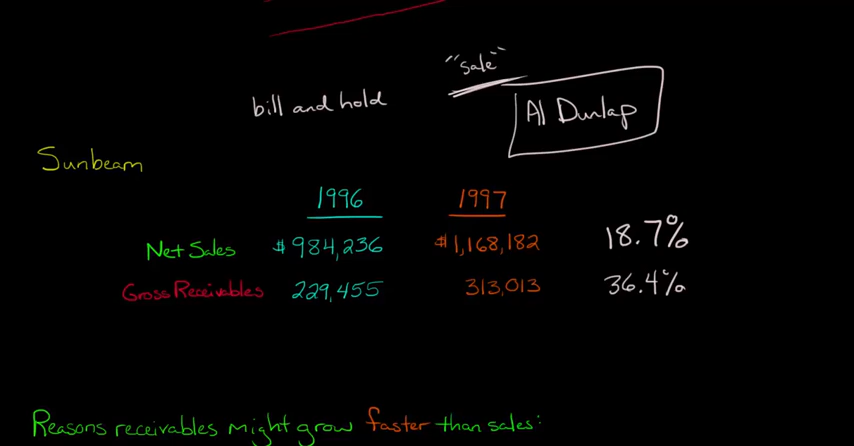 "sale"
bill and hold
Al Dunlap
Sunbeam
1996 1997
Net Sales $984,236 $1,168,182 18.7%
Gross Receivables 229,455 313,013 36.4%
Reasons receivables might grow faster than sales: